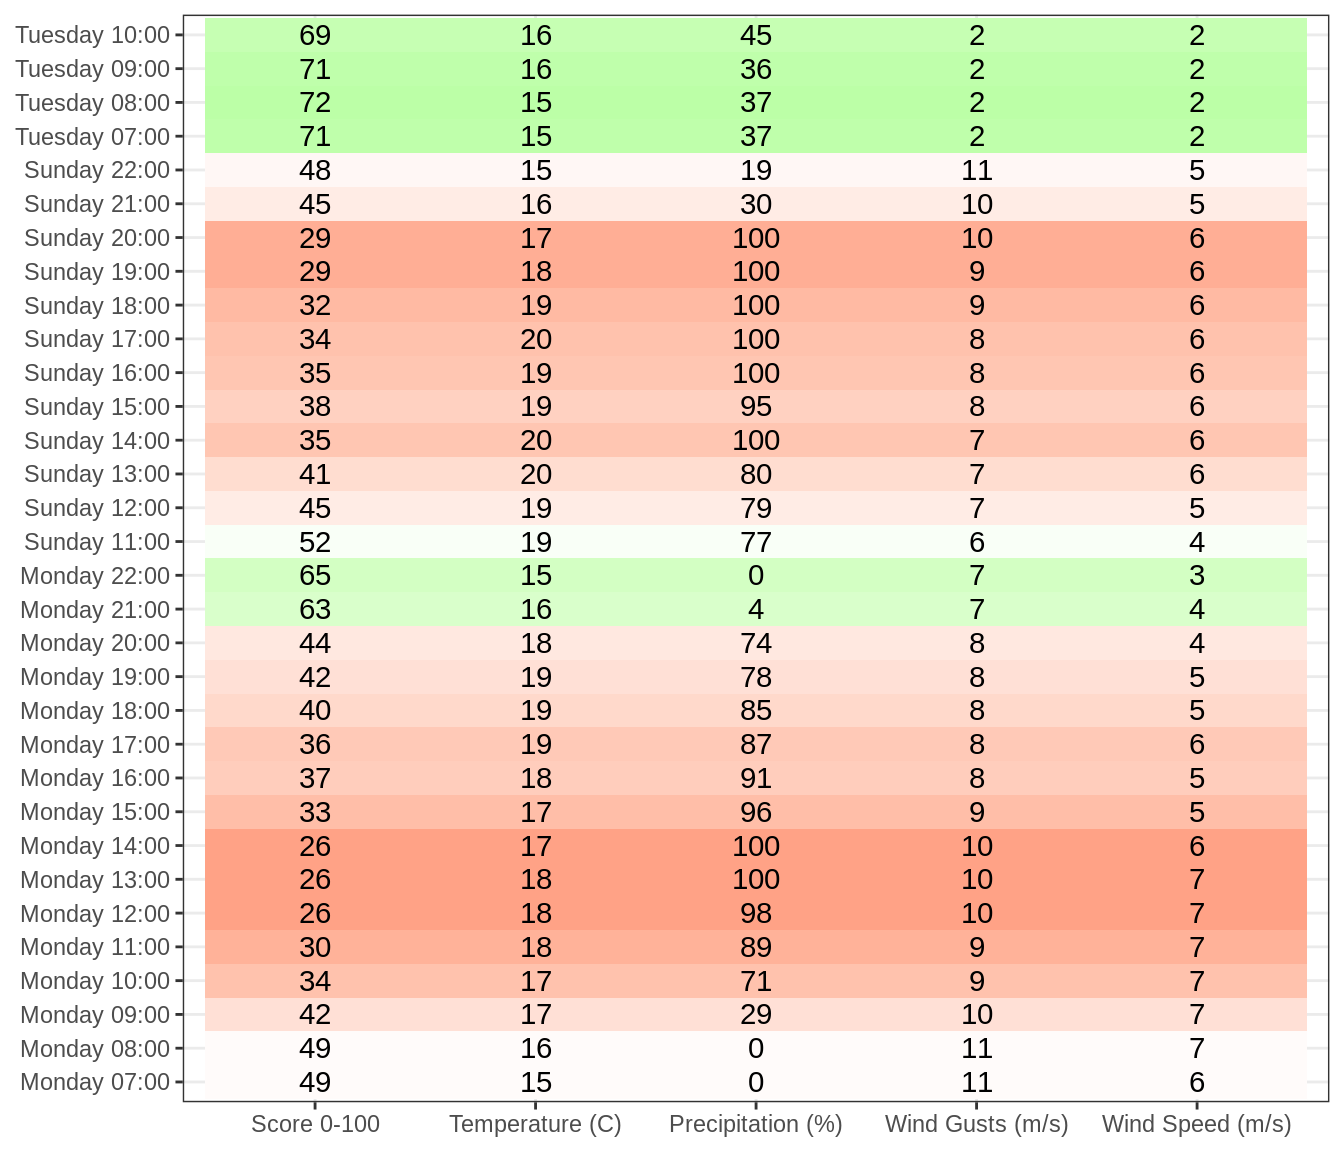 Tuesday 10:00 69 16 45 2 2
Tuesday 09:00 71 16 36 2 2
Tuesday 08:00 72 15 37 2 2
Tuesday 07:00 71 15 37 2 2
Sunday 22:00 48 15 19 11 5
Sunday 21:00 45 16 30 10 5
Sunday 20:00 29 17 100 10 6
Sunday 19:00 29 18 100 9 6
Sunday 18:00 32 19 100 9 6
Sunday 17:00 34 20 100 8 6
Sunday 16:00 35 19 100 8 6
Sunday 15:00 38 19 95 8 6
Sunday 14:00 35 20 100 7 6
Sunday 13:00 41 20 80 7 6
Sunday 12:00 45 19 79 7 5
Sunday 11:00 52 19 77 6 4
Monday 22:00 65 15 0 7 3
Monday 21:00 63 16 4 7 4
Monday 20:00 44 18 74 8 4
Monday 19:00 42 19 78 8 5
Monday 18:00 40 19 85 8 5
Monday 17:00 36 19 87 8 6
Monday 16:00 37 18 91 8 5
Monday 15:00 33 17 96 9 5
Monday 14:00 26 17 100 10 6
Monday 13:00 26 18 100 10 7
Monday 12:00 26 18 98 10 7
Monday 11:00 30 18 89 9 7
Monday 10:00 34 17 71 9 7
Monday 09:00 42 17 29 10 7
Monday 08:00 49 16 0 11 7
Monday 07:00 49 15 0 11 6
Score 0-100 Temperature (C) Precipitation (%) Wind Gusts (m/s) Wind Speed (m/s)